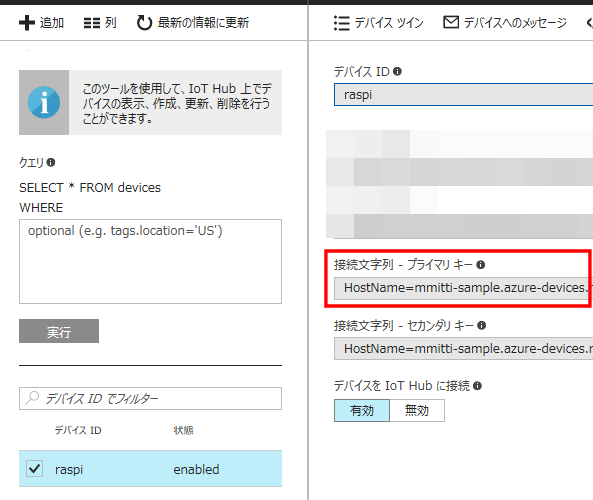 追加
列
最新の情報に更新
このツールを使用して、IoT Hub 上でデ
バイスの表示、作成、更新、削除を行う
ことができます。
クエリ
SELECT * FROM devices
WHERE
optional (e.g. tags.location='US')
実行
デバイス ID でフィルター
デバイス ID 状態
raspi enabled
デバイス ツイン
デバイスへのメッセージ
デバイス ID
raspi
接続文字列 - プライマリ キー
HostName=mmitti-sample.azure-devices.
接続文字列 - セカンダリ キー
HostName=mmitti-sample.azure-devices.n
デバイスを IoT Hub に接続
有効 無効